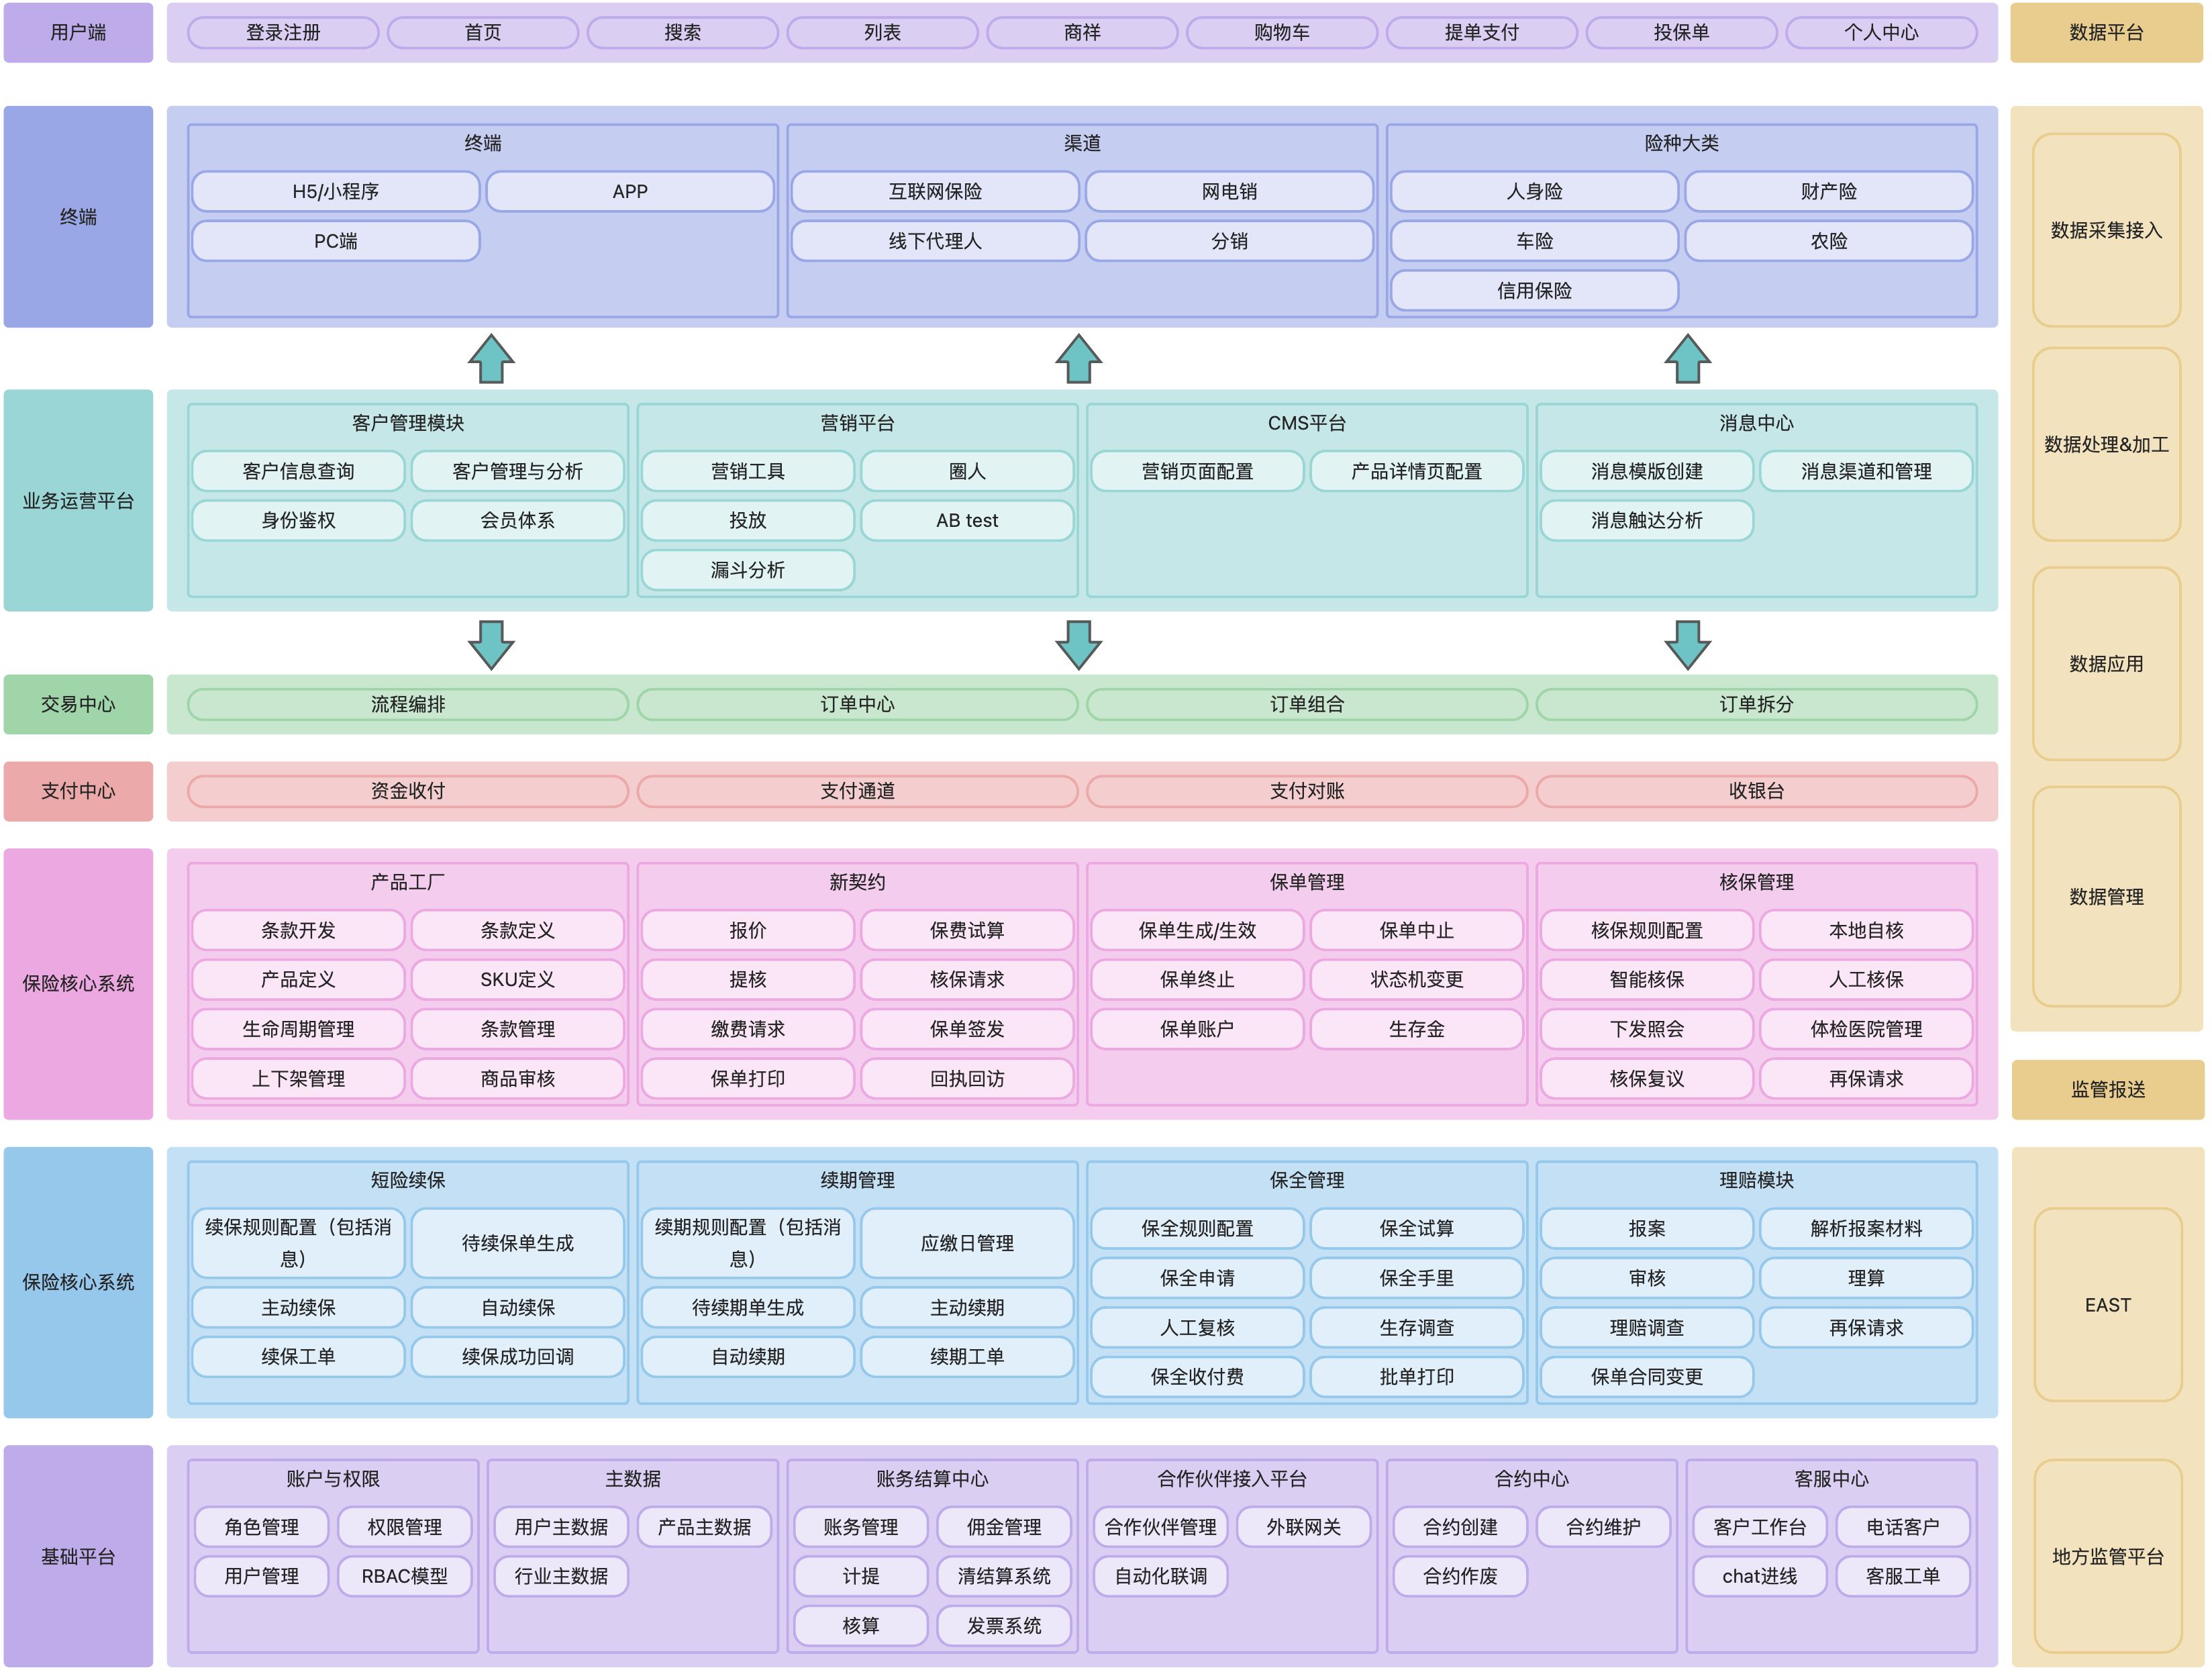 用户端
登录注册
首页
搜索
列表
商祥
购物车
提单支付
投保单
个人中心
数据平台
终端
终端
H5/小程序
APP
PC端
渠道
互联网保险
网电销
线下代理人
分销
险种大类
人身险
财产险
车险
农险
信用保险
数据采集接入
数据处理&加工
数据应用
数据管理
业务运营平台
客户管理模块
客户信息查询
客户管理与分析
身份鉴权
会员体系
营销平台
营销工具
圈人
投放
AB test
漏斗分析
CMS平台
营销页面配置
产品详情页配置
消息中心
消息模版创建
消息渠道和管理
消息触达分析
交易中心
流程编排
订单中心
订单组合
订单拆分
支付中心
资金收付
支付通道
支付对账
收银台
保险核心系统
产品工厂
条款开发
条款定义
产品定义
SKU定义
生命周期管理
条款管理
上下架管理
商品审核
新契约
报价
保费试算
提核
核保请求
缴费请求
保单签发
保单打印
回执回访
保单管理
保单生成/生效
保单中止
保单终止
状态机变更
保单账户
生存金
核保管理
核保规则配置
本地自核
智能核保
人工核保
下发照会
体检医院管理
核保复议
再保请求
监管报送
保险核心系统
短险续保
续保规则配置（包括消
息）
待续保单生成
主动续保
自动续保
续保工单
续保成功回调
续期管理
续期规则配置（包括消
息）
应缴日管理
待续期单生成
主动续期
自动续期
续期工单
保全管理
保全规则配置
保全试算
保全申请
保全手里
人工复核
生存调查
保全收付费
批单打印
理赔模块
报案
解析报案材料
审核
理算
理赔调查
再保请求
保单合同变更
EAST
地方监管平台
基础平台
账户与权限
角色管理
权限管理
用户管理
RBAC模型
主数据
用户主数据
产品主数据
行业主数据
账务结算中心
账务管理
佣金管理
计提
清结算系统
核算
发票系统
合作伙伴接入平台
合作伙伴管理
外联网关
自动化联调
合约中心
合约创建
合约维护
合约作废
客服中心
客户工作台
电话客户
chat进线
客服工单